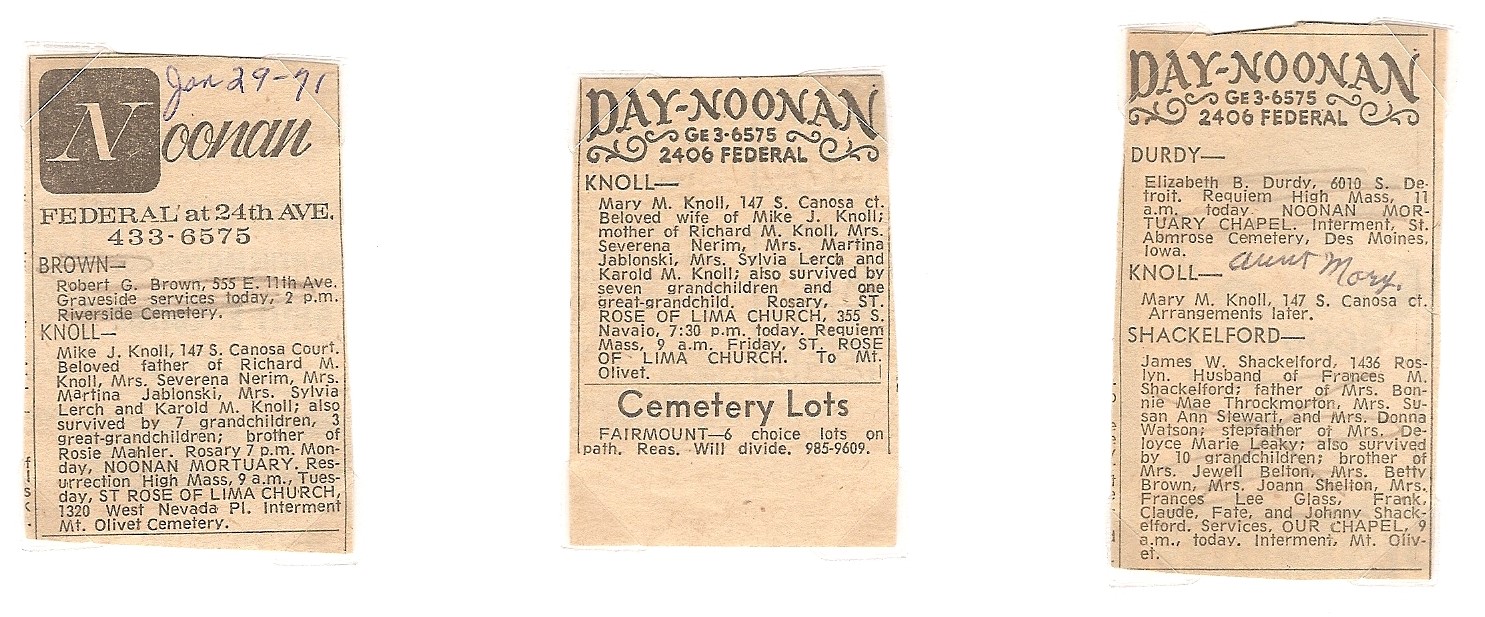 Jan 29-71
Noonan
FEDERAL at 24th AVE.
433-6575
BROWN—
Robert G. Brown, 555 E. 11th Ave.
Graveside services today, 2 p.m.
Riverside Cemetery.
KNOLL—
Mike J. Knoll, 147 S. Canosa Court.
Beloved father of Richard M.
Knoll, Mrs. Severena Nerim, Mrs.
Martina Jablonski, Mrs. Sylvia
Lerch and Karold M. Knoll; also
survived by 7 grandchildren, 3
great-grandchildren; brother of
Rosie Mahler. Rosary 7 p.m. Mon-
day, NOONAN MORTUARY. Res-
urrection High Mass, 9 a.m., Tues-
day, ST ROSE OF LIMA CHURCH,
1320 West Nevada Pl. Interment
Mt. Olivet Cemetery.
DAY-NOONAN
GE 3-6575
2406 FEDERAL
KNOLL—
Mary M. Knoll, 147 S. Canosa ct.
Beloved wife of Mike J. Knoll;
mother of Richard M. Knoll, Mrs.
Severena Nerim, Mrs. Martina
Jablonski, Mrs. Sylvia Lerch and
Karold M. Knoll; also survived by
seven grandchildren and one
great-grandchild. Rosary, ST.
ROSE OF LIMA CHURCH, 355 S.
Navajo, 7:30 p.m. today. Requiem
Mass, 9 a.m. Friday, ST. ROSE
OF LIMA CHURCH. To Mt.
Olivet.
Cemetery Lots
FAIRMOUNT—6 choice lots on
path. Reas. Will divide. 985-9609.
DAY-NOONAN
GE 3-6575
2406 FEDERAL
DURDY—
Elizabeth B. Durdy, 6010 S. De-
troit. Requiem High Mass, 11
a.m. today NOONAN MOR-
TUARY CHAPEL. Interment, St.
Abmrose Cemetery, Des Moines,
Iowa.
KNOLL— aunt Mary.
Mary M. Knoll, 147 S. Canosa ct.
Arrangements later.
SHACKELFORD—
James W. Shackelford, 1436 Ros-
lyn. Husband of Frances M.
Shackelford; father of Mrs. Bon-
nie Mae Throckmorton, Mrs. Su-
san Ann Stewart, and Mrs. Donna
Watson; stepfather of Mrs. De-
loyce Marie Leaky; also survived
by 10 grandchildren; brother of
Mrs. Jewell Belton, Mrs. Betty
Brown, Mrs. Joann Shelton, Mrs.
Frances Lee Glass, Frank,
Claude, Fate, and Johnny Shack-
elford. Services, OUR CHAPEL, 9
a.m., today. Interment, Mt. Oliv-
et.